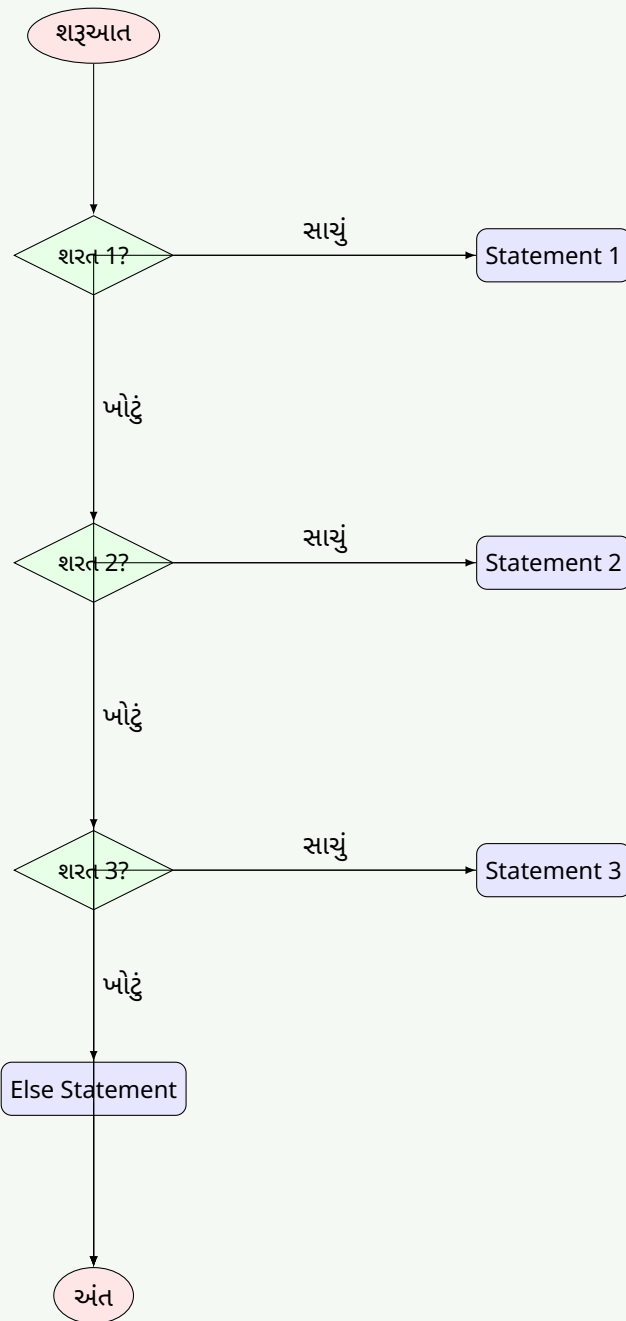 શરૂઆત
શરત 1?
સાચું
Statement 1
ખોટું
શરત 2?
સાચું
Statement 2
ખોટું
શરત 3?
સાચું
Statement 3
ખોટું
Else Statement
અંત